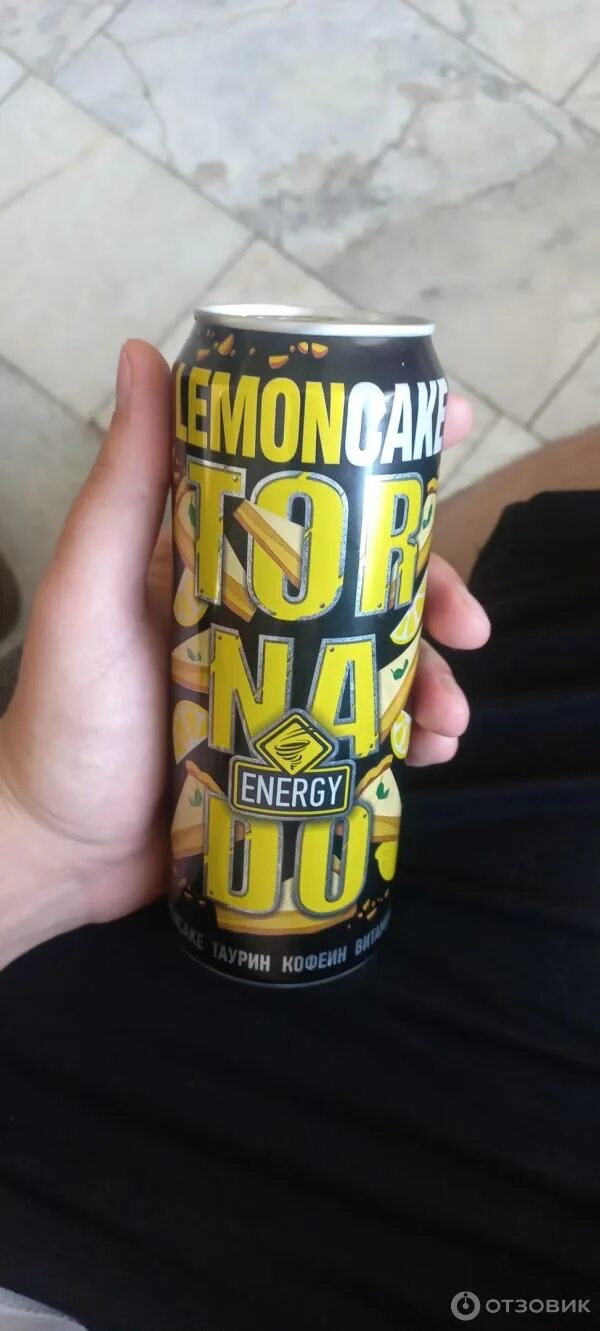 LEMONCAKE
TOR
NA
ENERGY
DO
ТАУРИН КОФЕИН
ОТЗОВИК